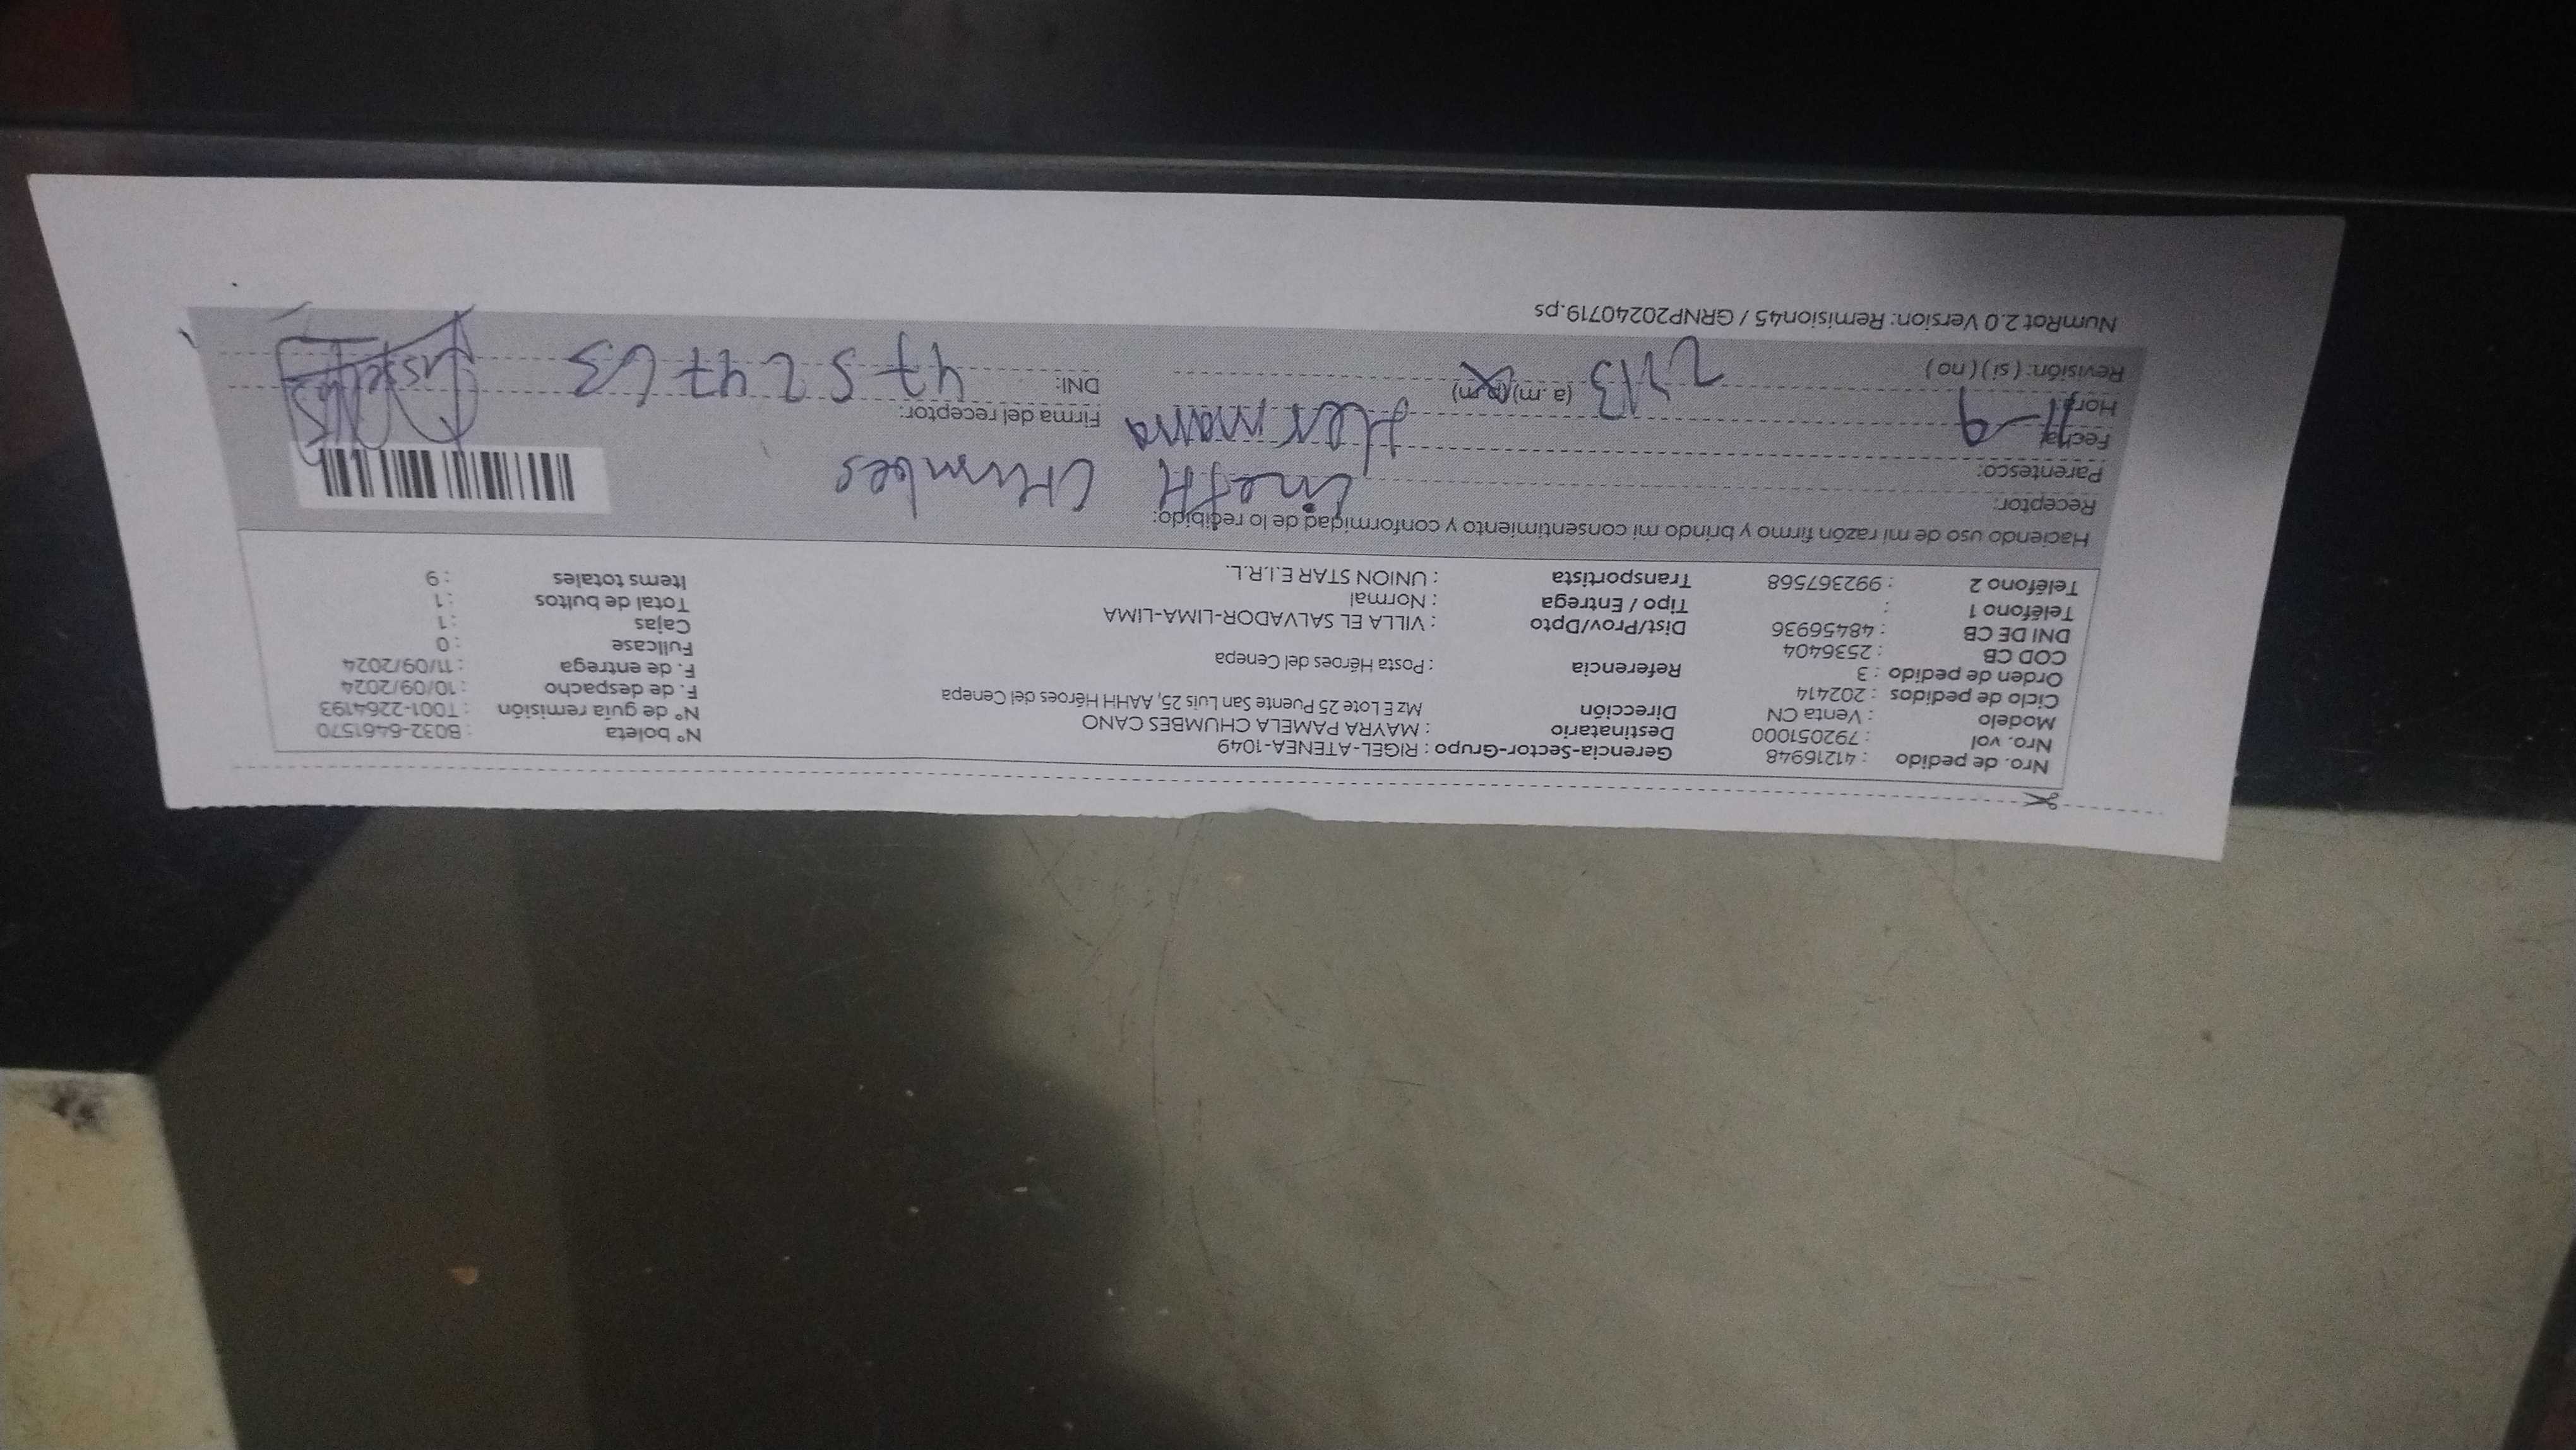 Nro. de pedido : 41216948 Gerencia-Sector-Grupo : RIGEL-ATENEA-1049 N° boleta : B032-6461570
Nro. vol : 792051000 Destinatario : MAYRA PAMELA CHUMBES CANO N° de guía remisión : T001-2264193
Modelo : Venta CN Dirección Mz E Lote 25 Puente San Luis 25, AAHH Héroes del Cenepa F. de despacho : 10/09/2024
Ciclo de pedidos : 202414 Referencia : Posta Héroes del Cenepa F. de entrega : 11/09/2024
Orden de pedido : 3 Dist/Prov/Dpto : VILLA EL SALVADOR-LIMA-LIMA Fullcase : 0
COD CB : 2536404 Tipo / Entrega : Normal Cajas : 1
DNI DE CB : 48456936 Transportista : UNION STAR E.I.R.L. Total de bultos : 1
Teléfono 1 : Items totales : 9
Teléfono 2 : 992367568
Haciendo uso de mi razón firmo y brindo mi consentimiento y conformidad de lo recibido:
Receptor: LineTH CHumbes
Parentesco: Hermana
Fecha: 11-9
Hora: (a.m)(p.m) Firma del receptor:
Revisión: ( si ) ( no ) DNI: 47524763
NumRot 2.0 Version: Remision45 / GRNP20240719.ps